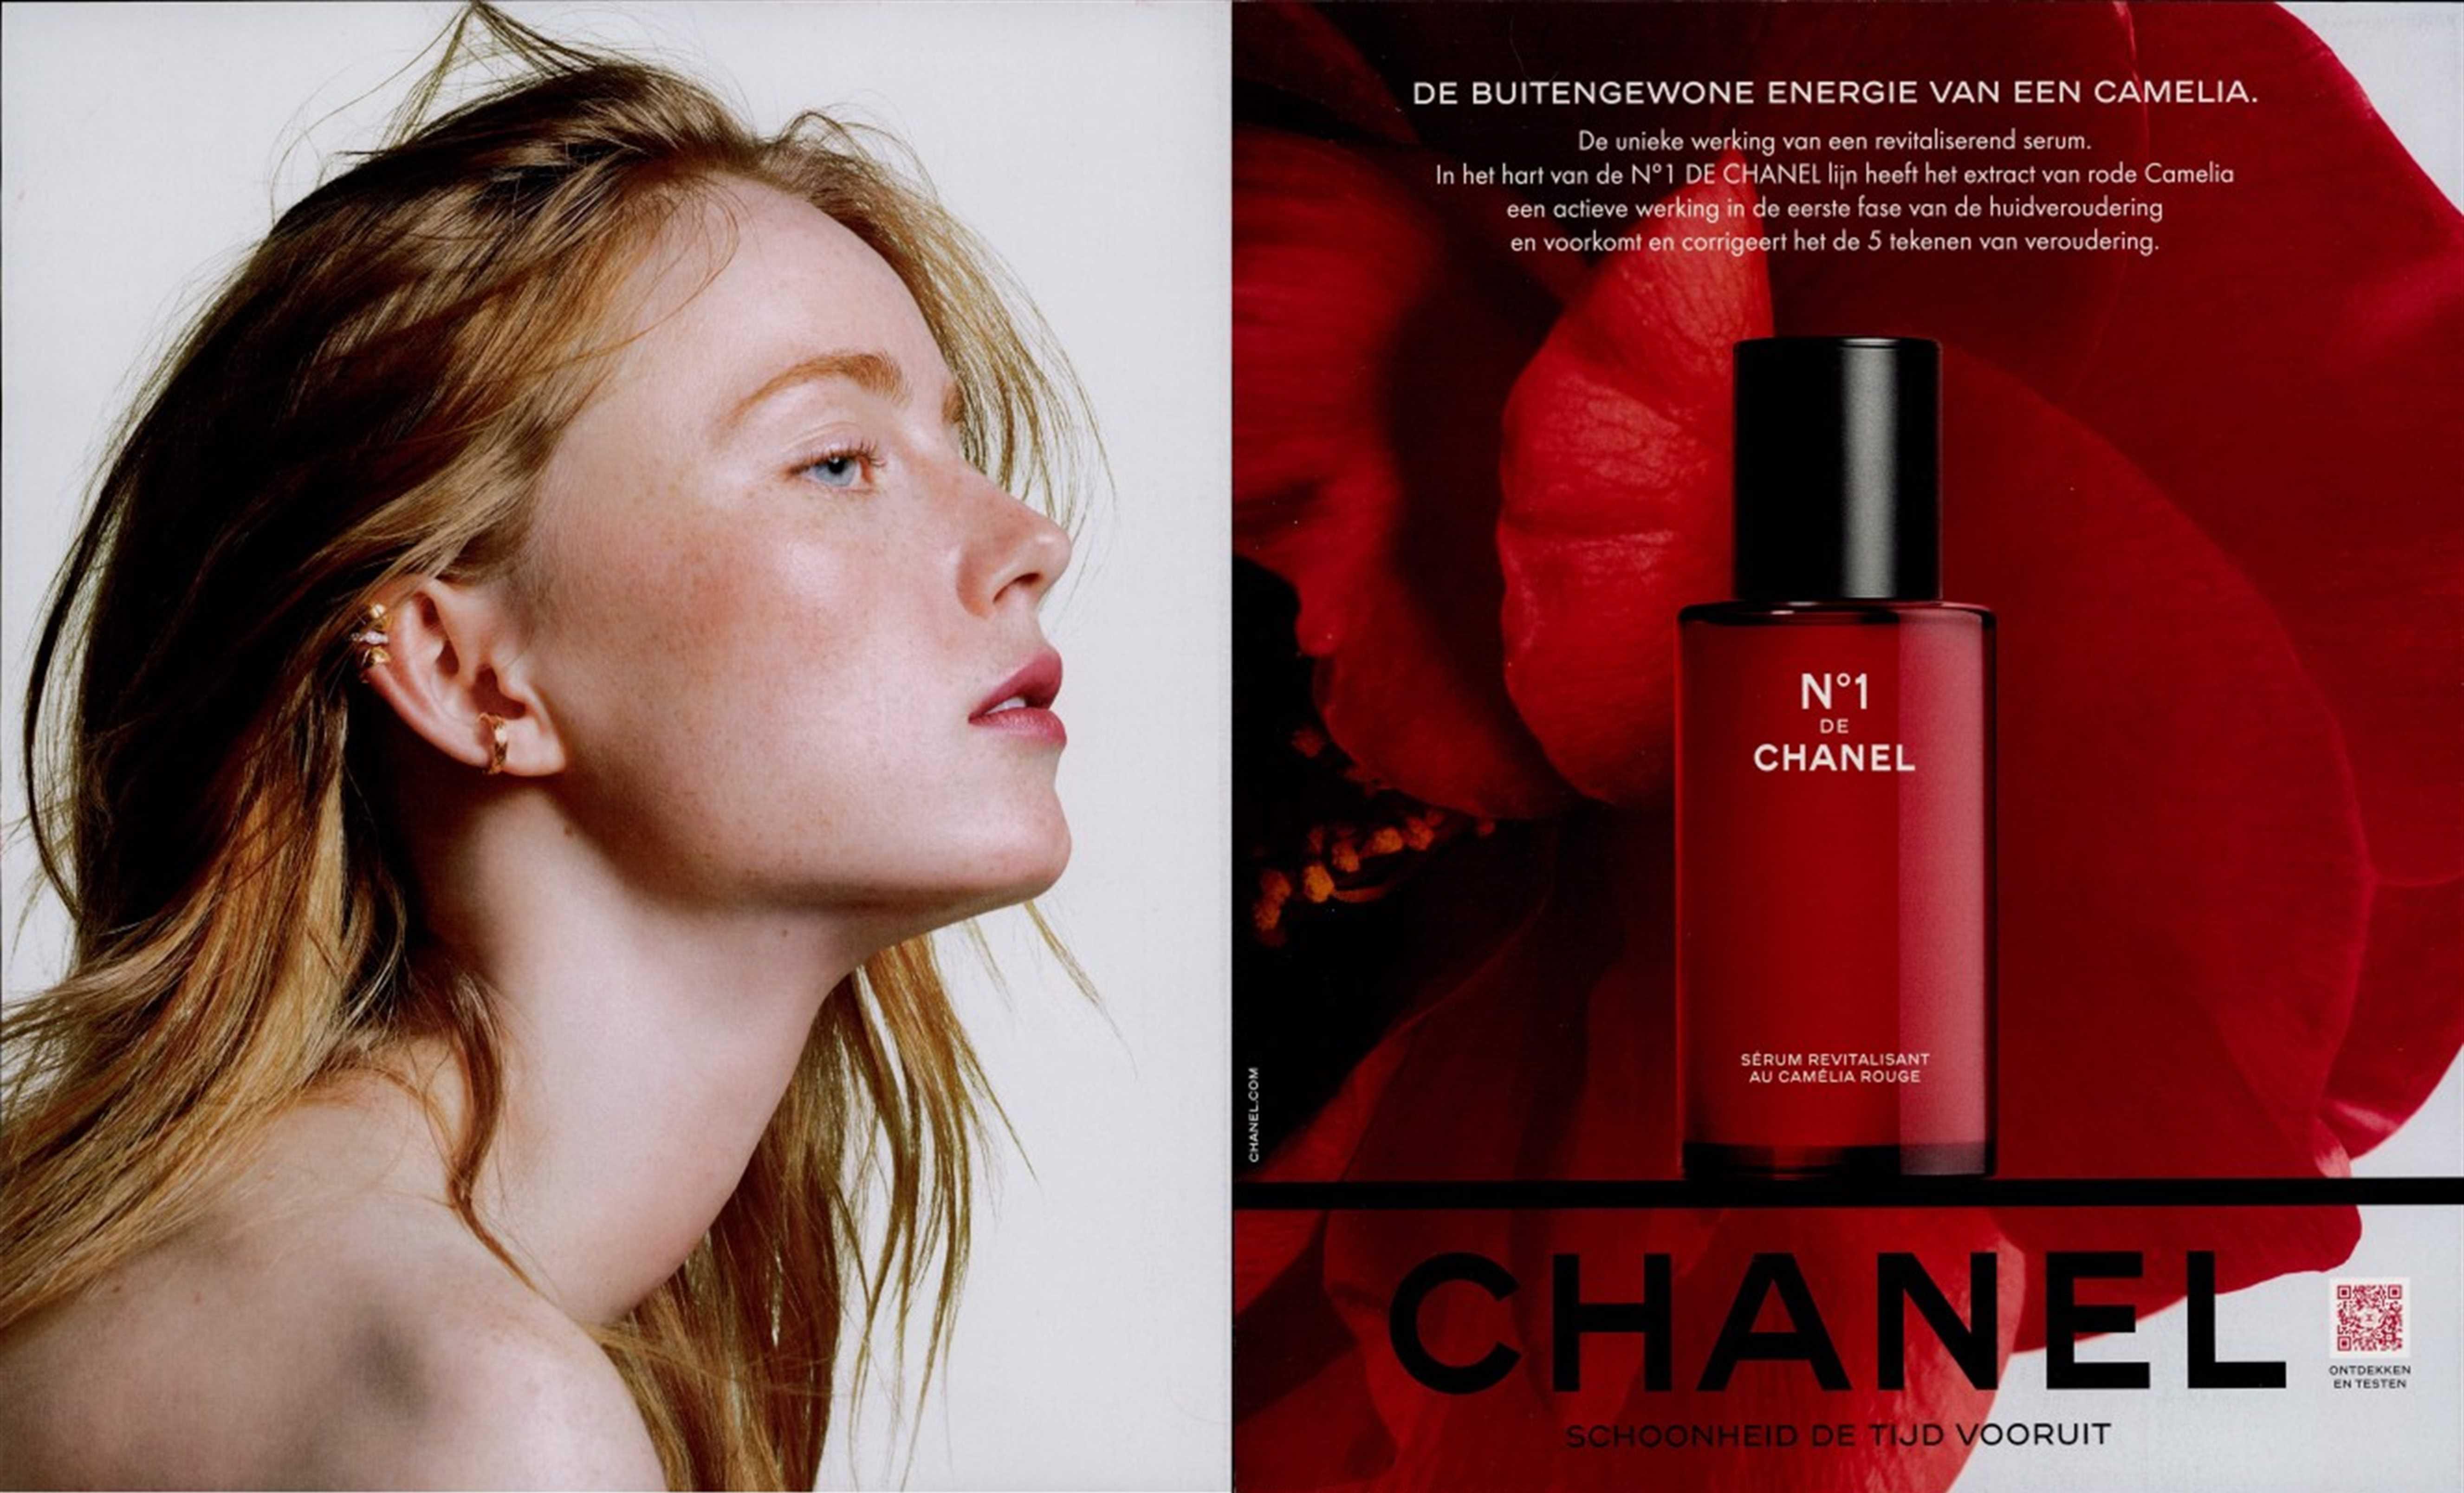 DE BUITENGEWONE ENERGIE VAN EEN CAMELIA.
De unieke werking van een revitaliserend serum.
In het hart van de N°1 DE CHANEL lijn heeft het extract van rode Camelia
een actieve werking in de eerste fase van de huidveroudering
en voorkomt en corrigeert het de 5 tekenen van veroudering.
N°1
DE
CHANEL
SÉRUM REVITALISANT
AU CAMÉLIA ROUGE
CHANEL.COM
CHANEL
ONTDEKKEN
EN TESTEN
SCHOONHEID DE TIJD VOORUIT